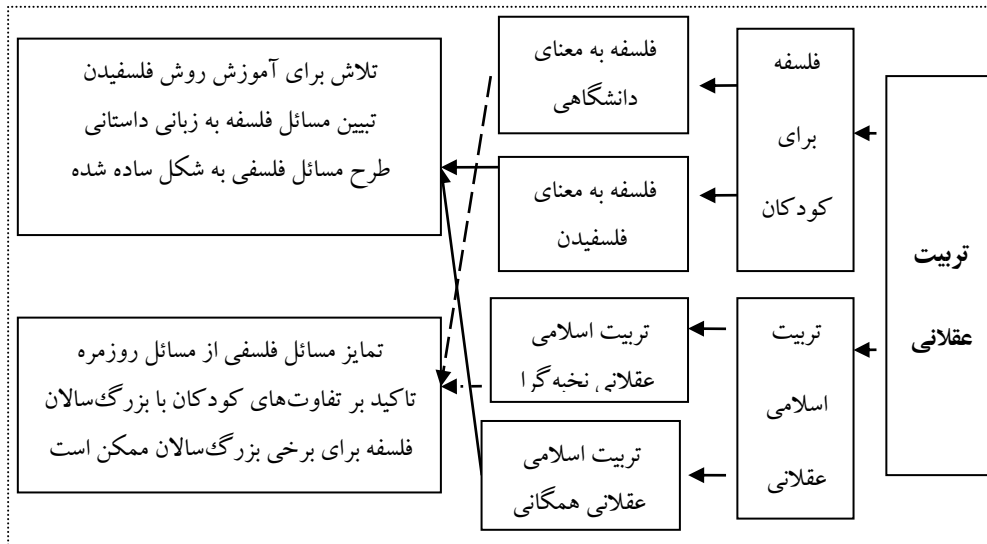 تربیت
عقلانی
فلسفه
برای
کودکان
تربیت
اسلامی
عقلانی
فلسفه به معنای
دانشگاهی
فلسفه به معنای
فلسفیدن
تربیت اسلامی
عقلانی نخبه‌گرا
تربیت اسلامی
عقلانی همگانی
تلاش برای آموزش روش فلسفیدن
تبیین مسائل فلسفه به زبانی داستانی
طرح مسائل فلسفی به شکل ساده شده
تمایز مسائل فلسفی از مسائل روزمره
تاکید بر تفاوت‌های کودکان با بزرگ‌سالان
فلسفه برای برخی بزرگ‌سالان ممکن است